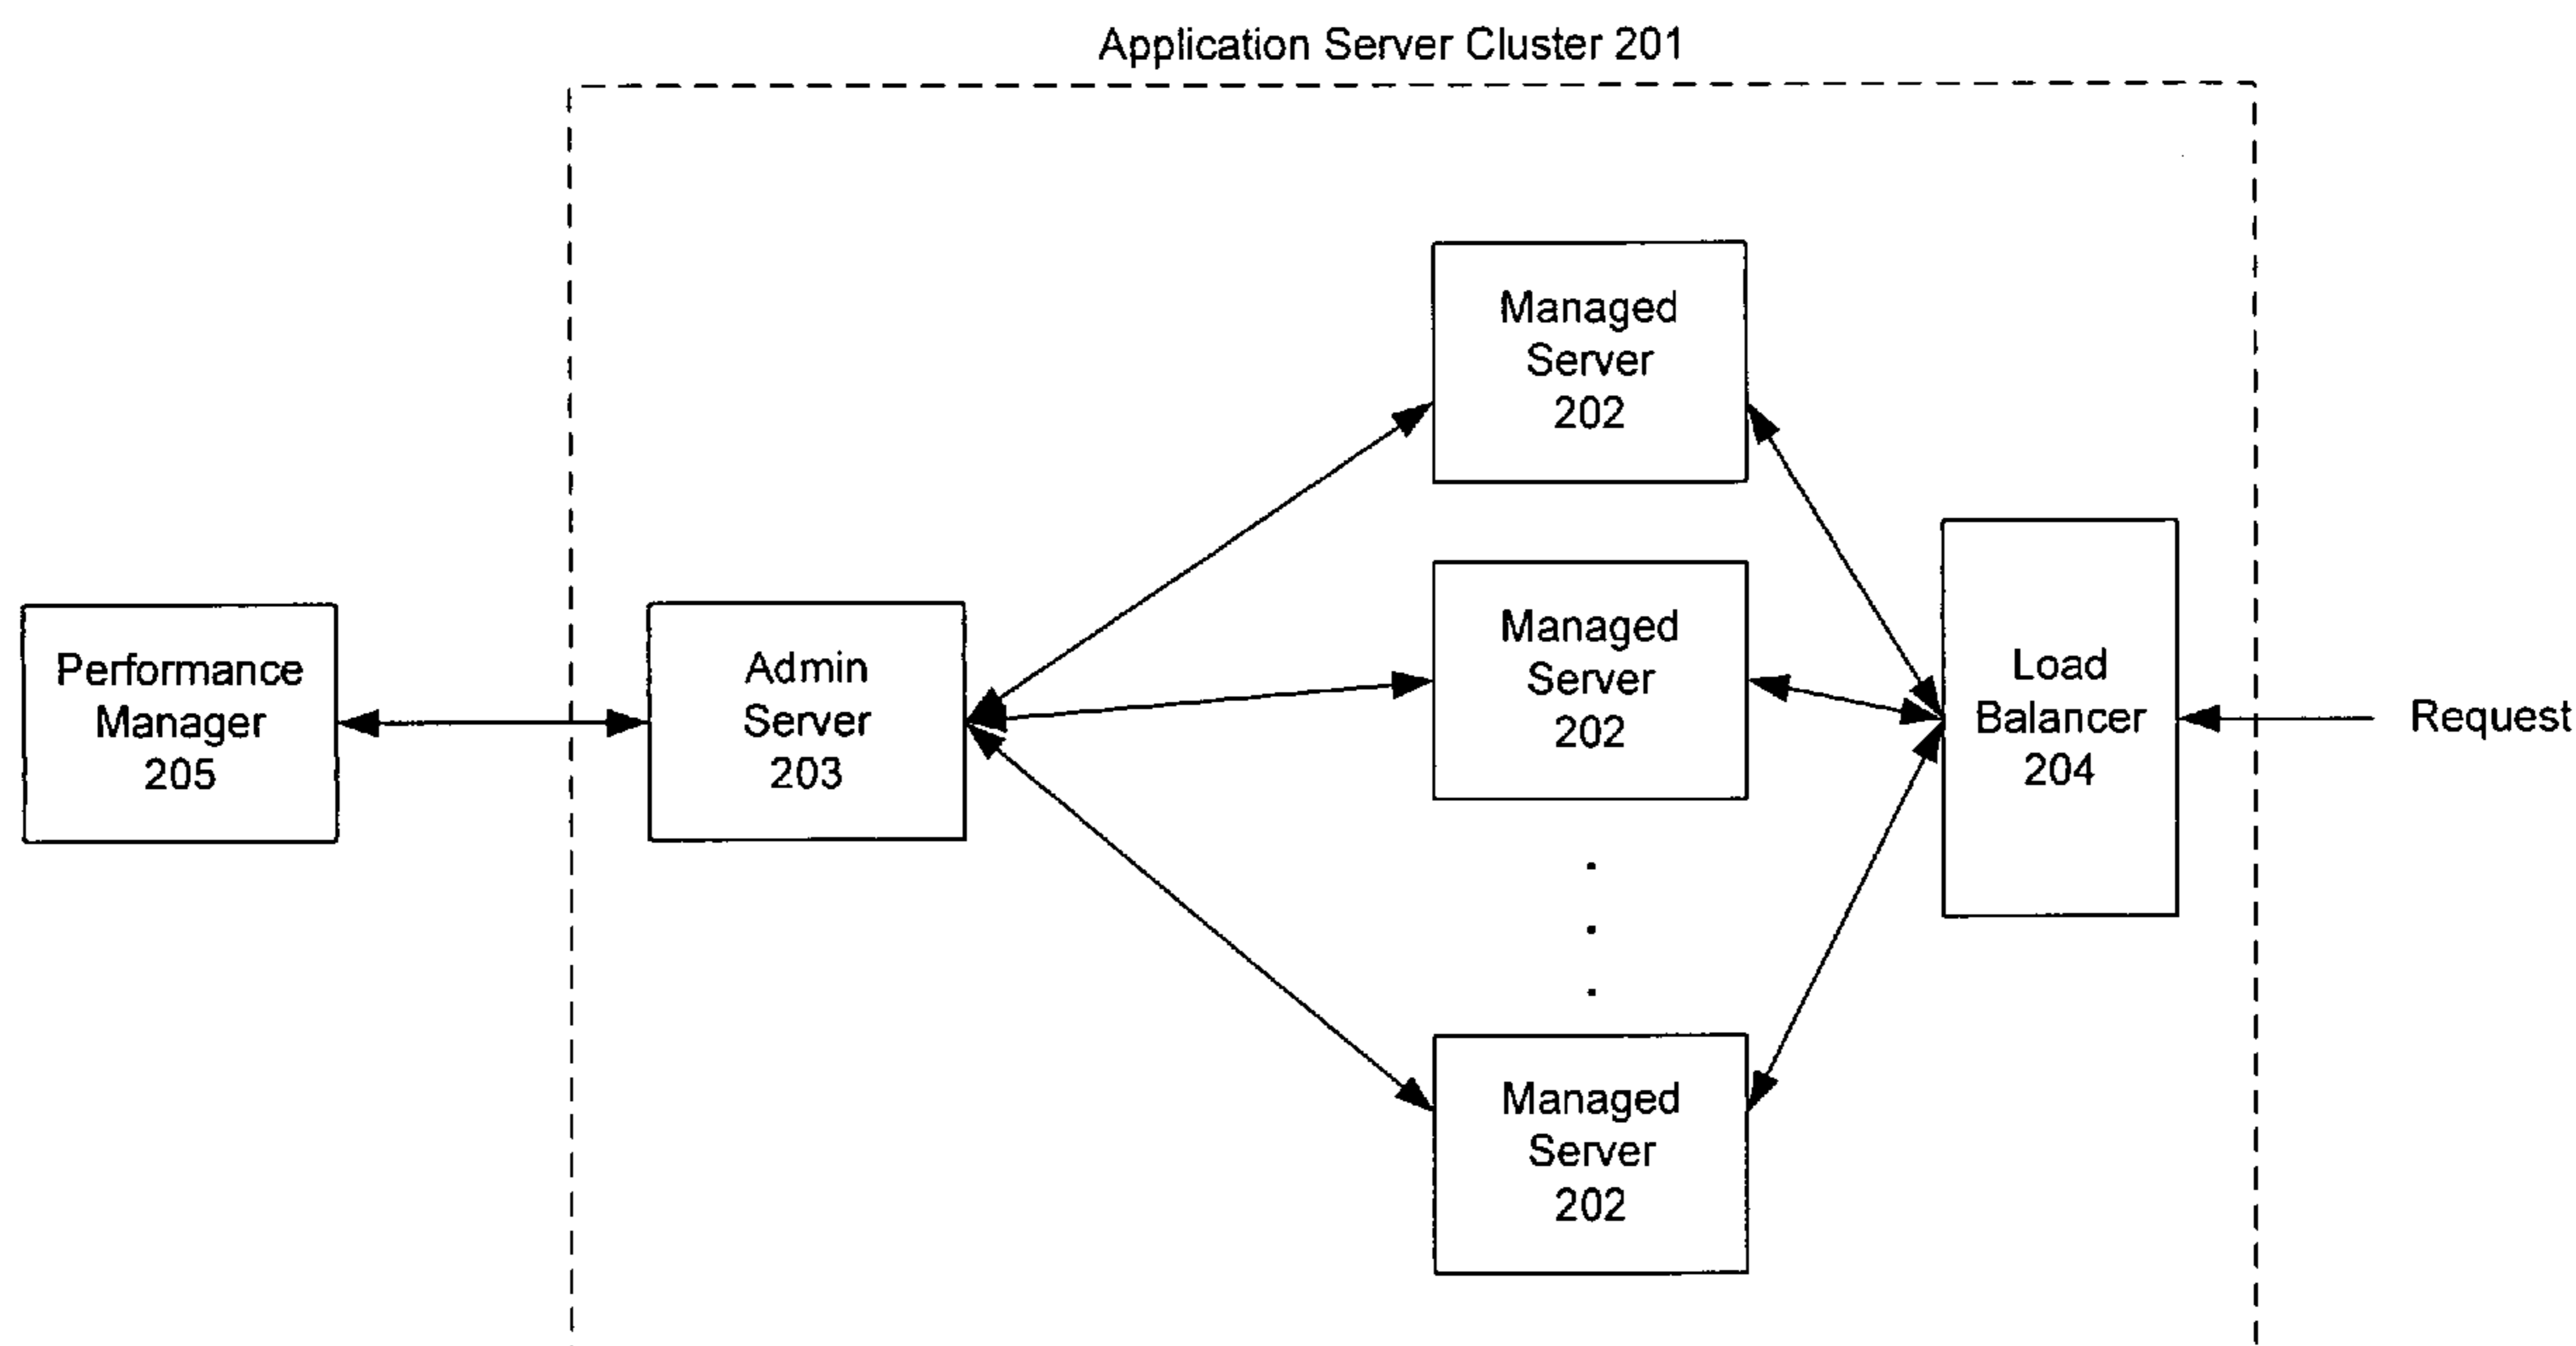 Application Server Cluster 201
Managed
Server
202
Managed
Server
202
Performance
Manager
205
Admin
Server
203
Load
Balancer
204
Request
.
.
.
Managed
Server
202